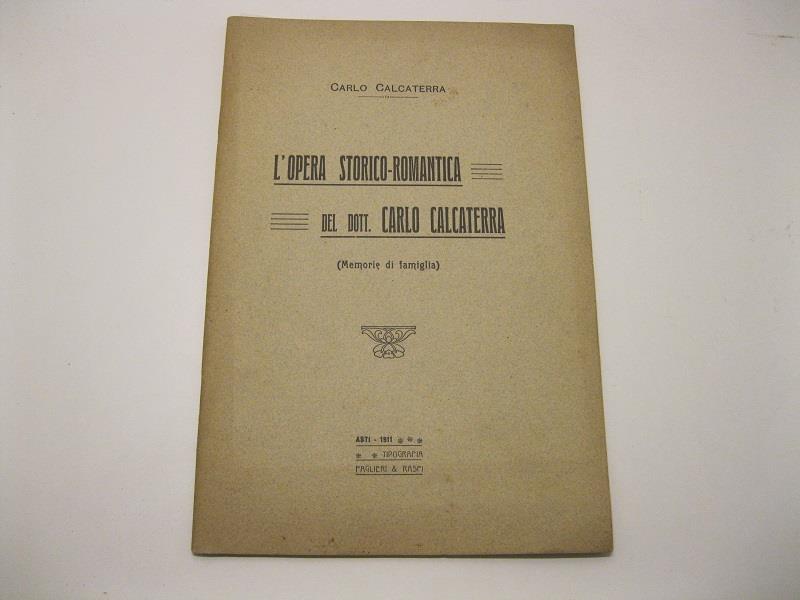 CARLO CALCATERRA
L'OPERA STORICO-ROMANTICA
DEL DOTT. CARLO CALCATERRA
(Memorie di famiglia)
ASTI - 1911
TIPOGRAFIA
PAGLIERI & RASPI